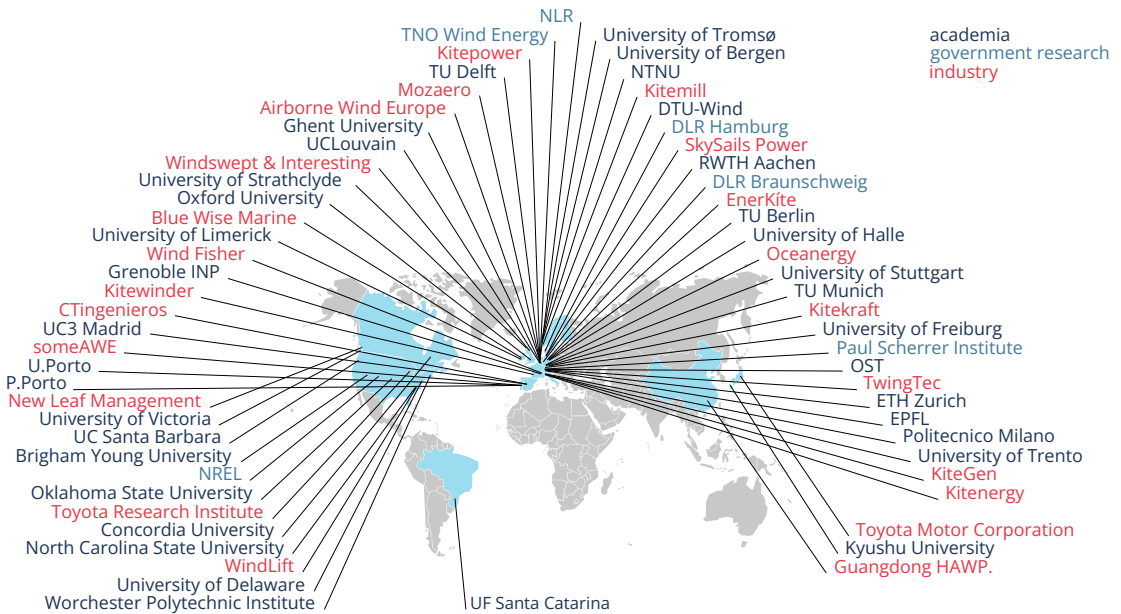 NLR
TNO Wind Energy
Kitepower
TU Delft
Mozaero
Airborne Wind Europe
Ghent University
UCLouvain
Windswept & Interesting
University of Strathclyde
Oxford University
Blue Wise Marine
University of Limerick
Wind Fisher
Grenoble INP
Kitewinder
CTingenieros
UC3 Madrid
someAWE
U.Porto
P.Porto
New Leaf Management
University of Victoria
UC Santa Barbara
Brigham Young University
NREL
Oklahoma State University
Toyota Research Institute
Concordia University
North Carolina State University
WindLift
University of Delaware
Worchester Polytechnic Institute
UF Santa Catarina
University of Tromsø
University of Bergen
NTNU
Kitemill
DTU-Wind
DLR Hamburg
SkySails Power
RWTH Aachen
DLR Braunschweig
EnerKíte
TU Berlin
University of Halle
Oceanergy
University of Stuttgart
TU Munich
Kitekraft
University of Freiburg
Paul Scherrer Institute
OST
TwingTec
ETH Zurich
EPFL
Politecnico Milano
University of Trento
KiteGen
Kitenergy
Toyota Motor Corporation
Kyushu University
Guangdong HAWP.
academia
government research
industry